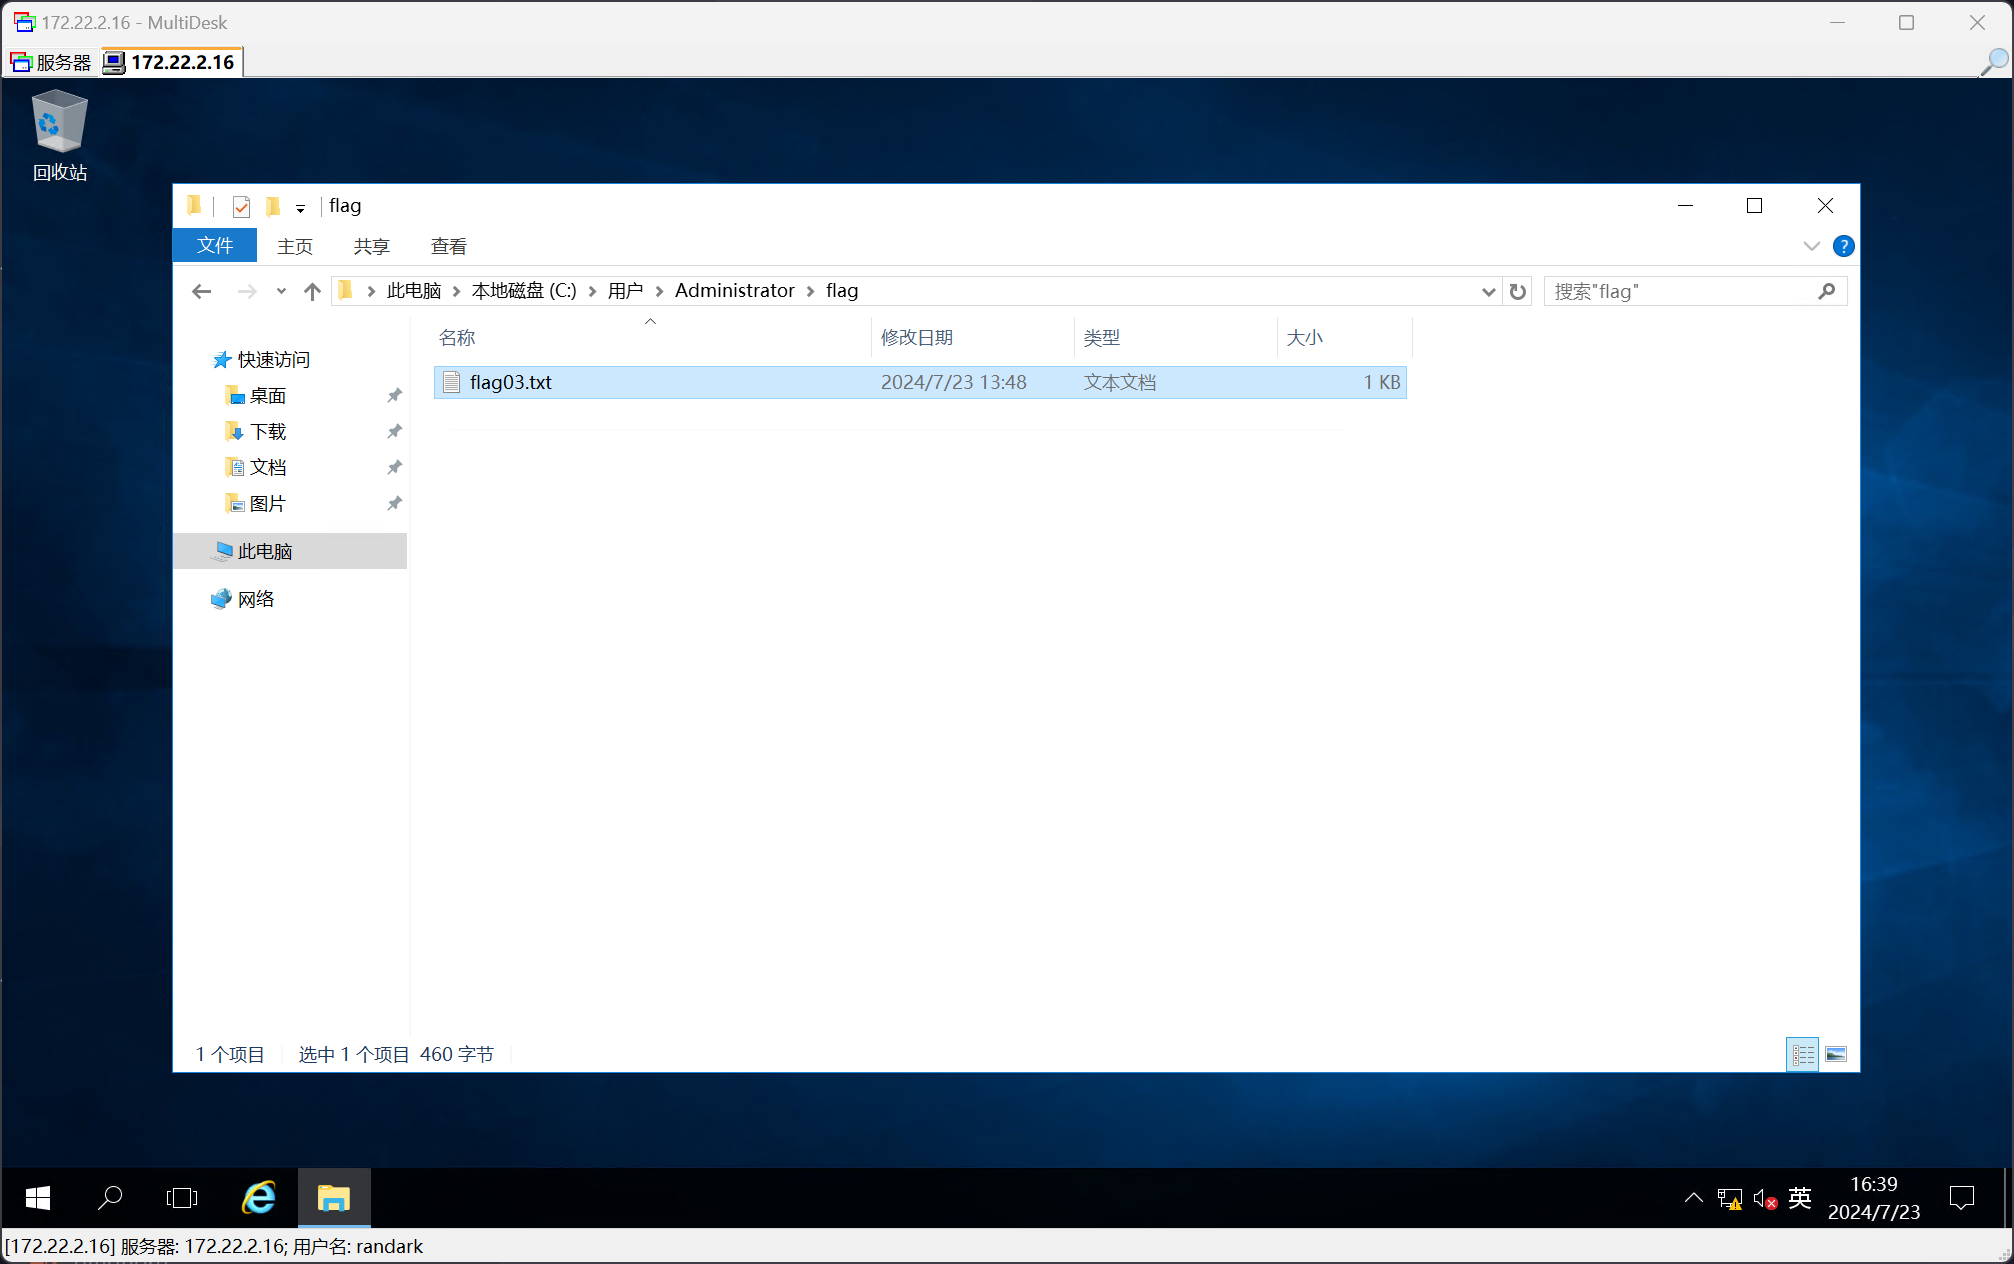 172.22.2.16 - MultiDesk
服务器 172.22.2.16
回收站
flag
文件 主页 共享 查看
此电脑 本地磁盘 (C:) 用户 Administrator flag 搜索"flag"
名称 修改日期 类型 大小
flag03.txt 2024/7/23 13:48 文本文档 1 KB
快速访问
桌面
下载
文档
图片
此电脑
网络
1 个项目 选中 1 个项目 460 字节
英
16:39
2024/7/23
[172.22.2.16] 服务器: 172.22.2.16; 用户名: randark